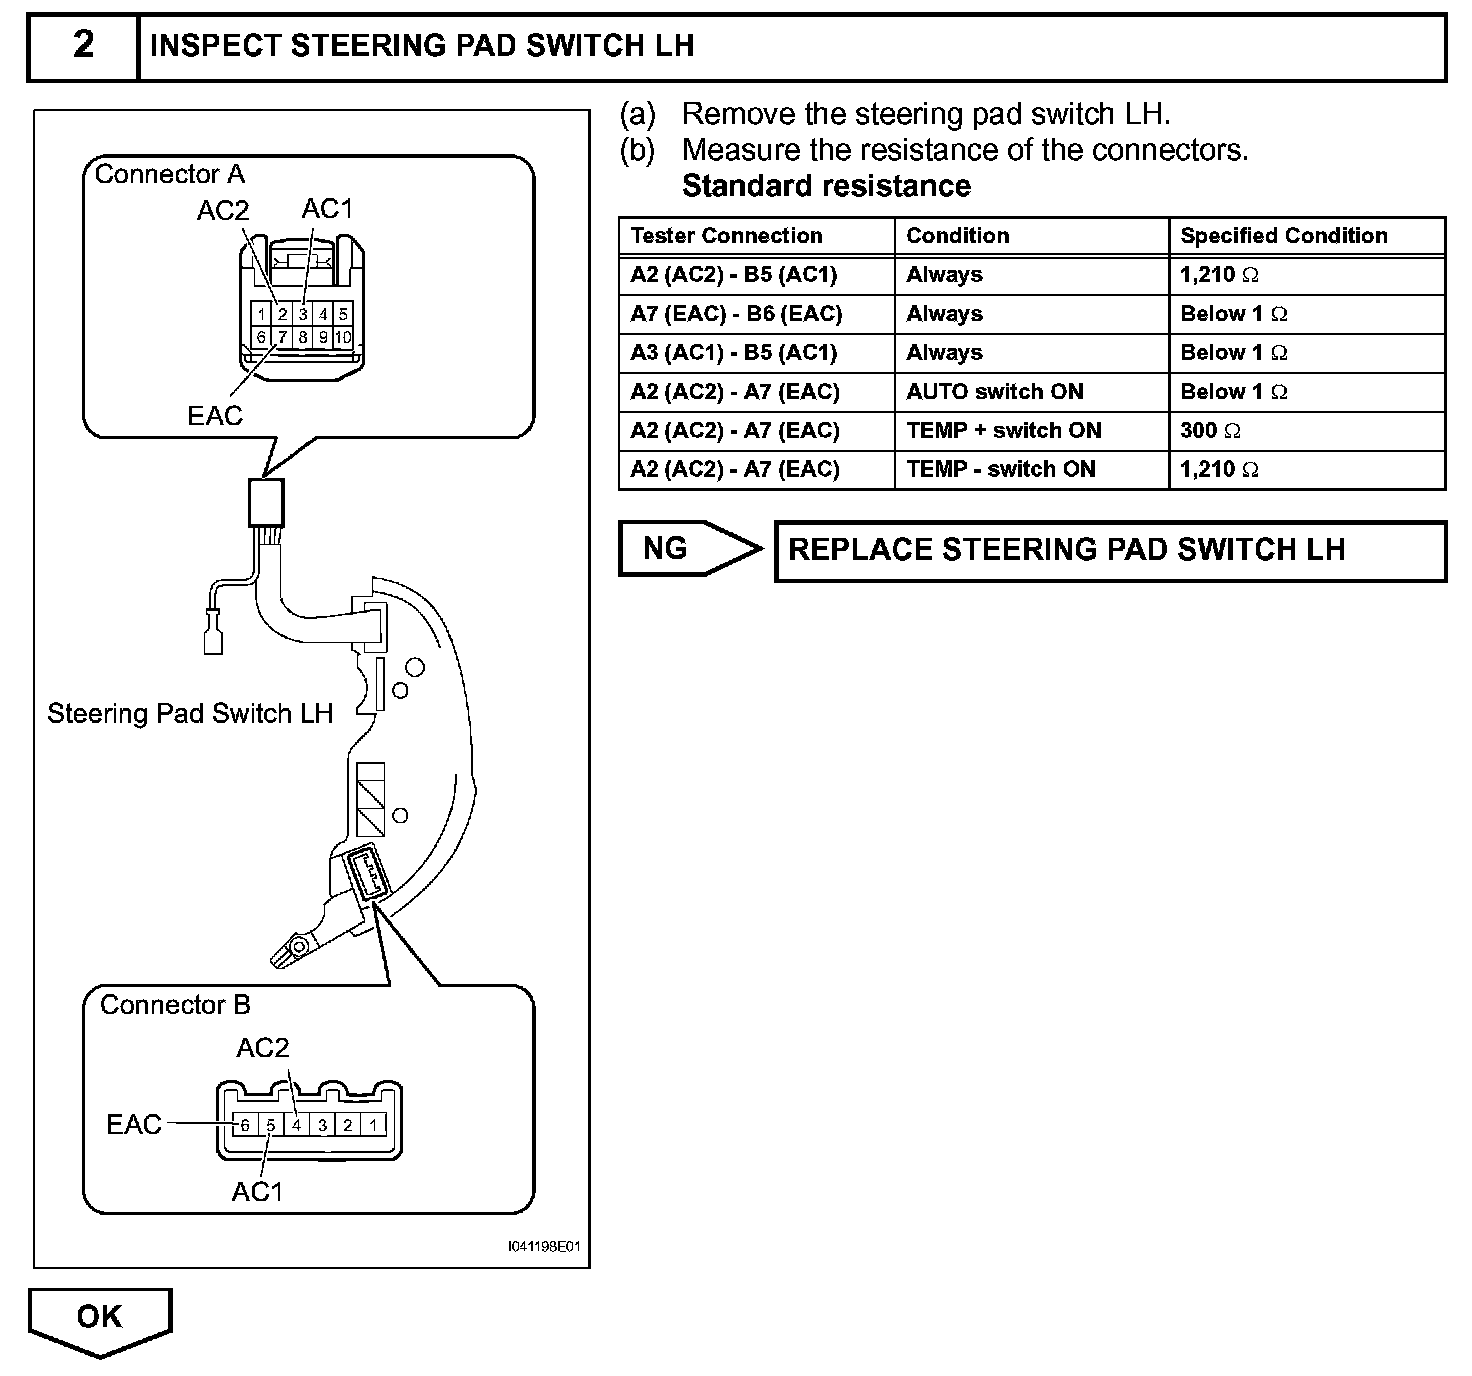 2 INSPECT STEERING PAD SWITCH LH
Connector A
AC2 AC1
1 2 3 4 5
6 7 8 9 10
EAC
Steering Pad Switch LH
Connector B
AC2
EAC 6 5 4 3 2 1
AC1
I041198E01
(a) Remove the steering pad switch LH.
(b) Measure the resistance of the connectors.
Standard resistance
Tester Connection Condition Specified Condition
A2 (AC2) - B5 (AC1) Always 1,210 Ω
A7 (EAC) - B6 (EAC) Always Below 1 Ω
A3 (AC1) - B5 (AC1) Always Below 1 Ω
A2 (AC2) - A7 (EAC) AUTO switch ON Below 1 Ω
A2 (AC2) - A7 (EAC) TEMP + switch ON 300 Ω
A2 (AC2) - A7 (EAC) TEMP - switch ON 1,210 Ω
NG REPLACE STEERING PAD SWITCH LH
OK